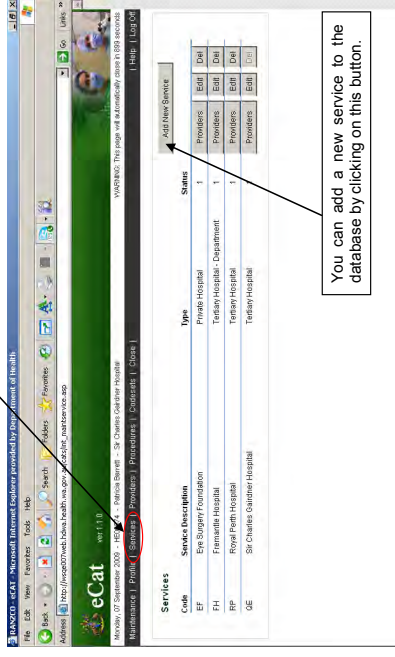 RANZCO - eCAT - Microsoft Internet Explorer provided by Department of Health
File Edit View Favorites Tools Help
Back Search Folders Favorites
Address http://wsqe007web.hdwa.health.wa.gov.au/ecats/int_maintservice.asp Go Links »
eCat ver 1.1.0
Monday, 07 September 2009 - Patricia Barrett - Sir Charles Gairdner Hospital WARNING: This page will automatically close in 899 seconds
Maintenance | Profile | Services | Providers | Procedures | Codesets | Close | | Help | Log Off
Services
Add New Service
Code Service Description Type Status
EF Eye Surgery Foundation Private Hospital 1 Providers Edit Del
FH Fremantle Hospital Tertiary Hospital - Department 1 Providers Edit Del
RP Royal Perth Hospital Tertiary Hospital 1 Providers Edit Del
QE Sir Charles Gairdner Hospital Tertiary Hospital 1 Providers Edit Del
You can add a new service to the
database by clicking on this button.